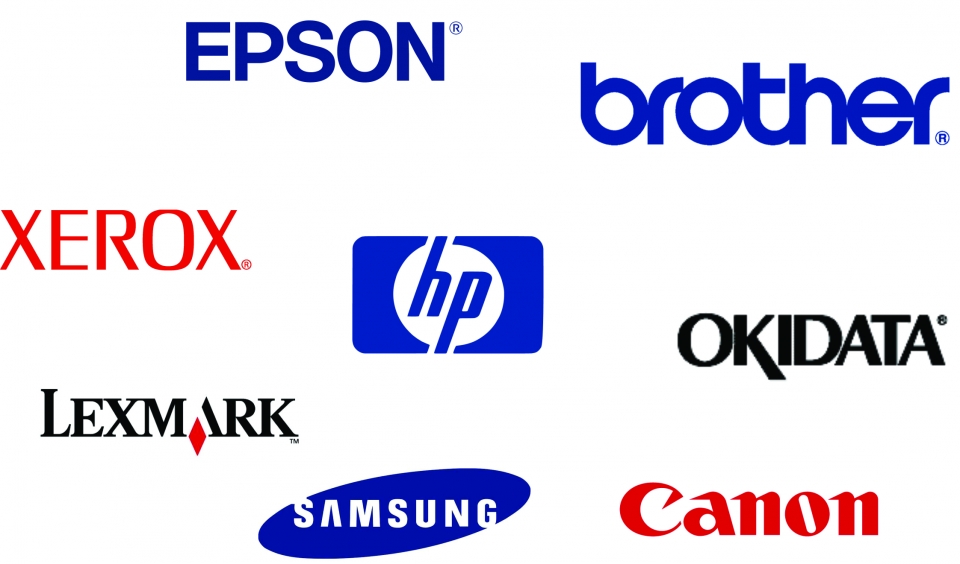 EPSON®
brother®
XEROX®
hp
OKIDATA®
LEXMARK™
SAMSUNG
Canon